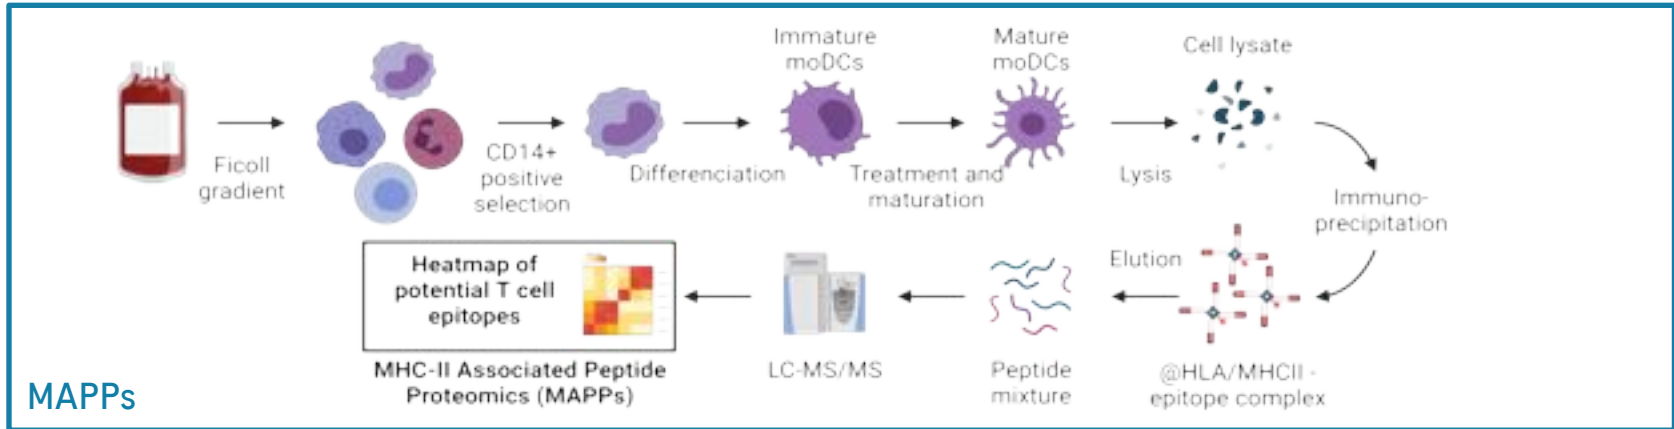 Ficoll
gradient
CD14+
positive
selection
Differenciation
Immature
moDCs
Treatment and
maturation
Mature
moDCs
Lysis
Cell lysate
Immuno-
precipitation
@HLA/MHCII -
epitope complex
Elution
Peptide
mixture
LC-MS/MS
Heatmap of
potential T cell
epitopes
MHC-II Associated Peptide
Proteomics (MAPPs)
MAPPs